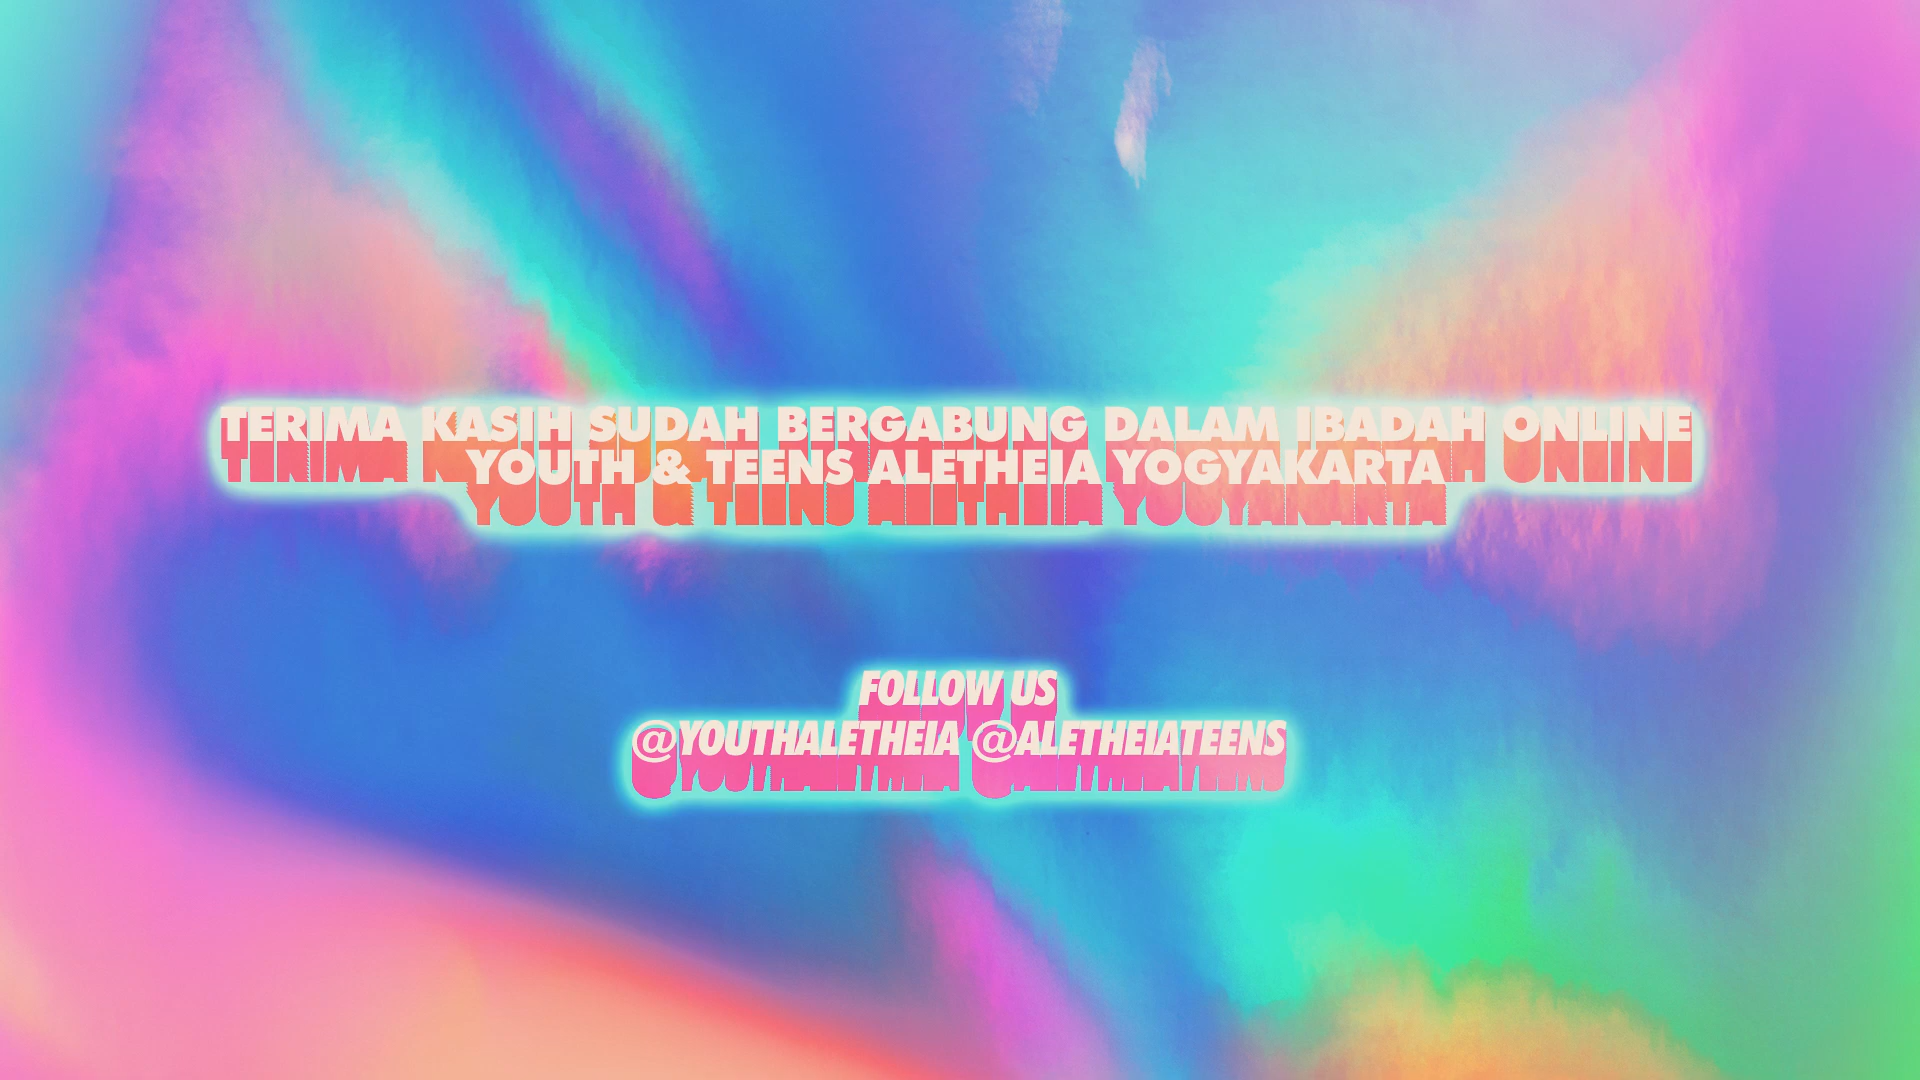 TERIMA KASIH SUDAH BERGABUNG DALAM IBADAH ONLINE
YOUTH & TEENS ALETHEIA YOGYAKARTA
FOLLOW US
@YOUTHALETHEIA @ALETHEIATEENS